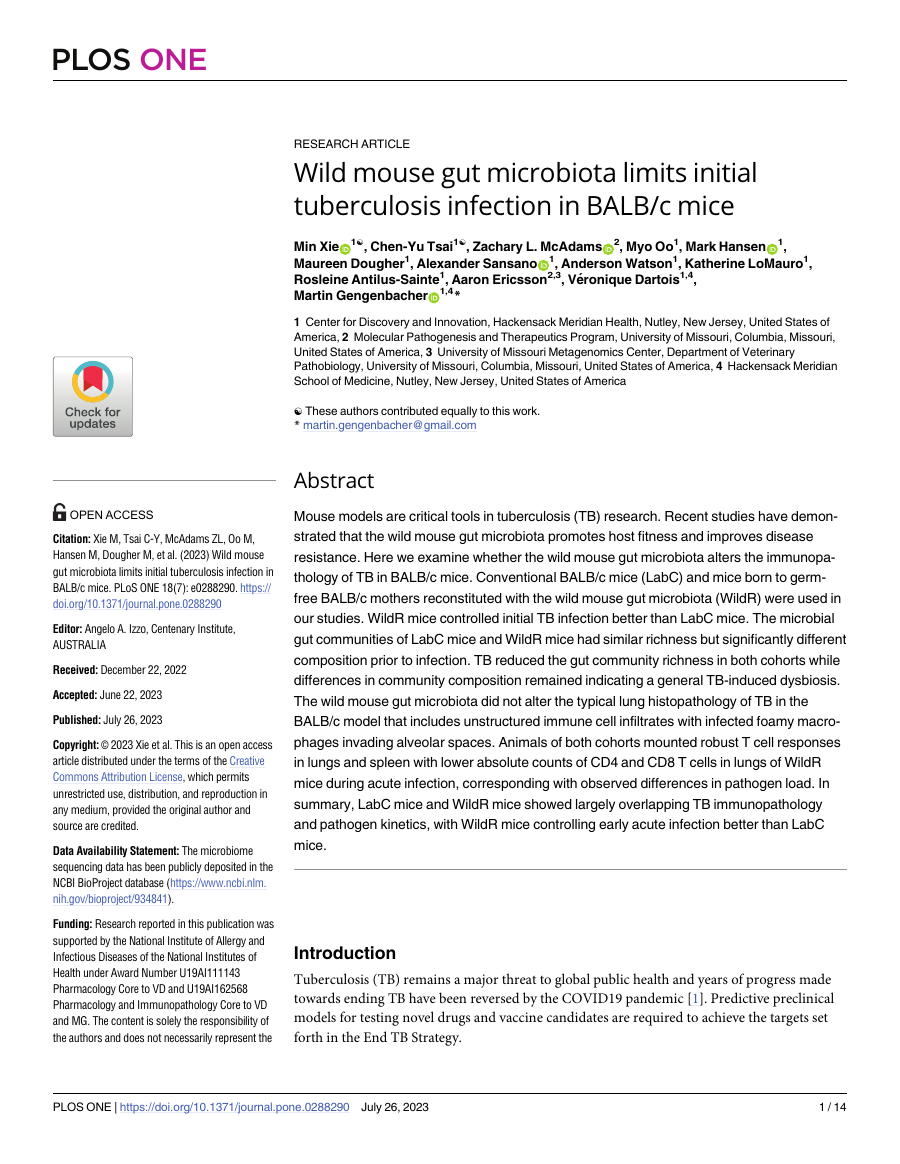 PLOS ONE
RESEARCH ARTICLE
Wild mouse gut microbiota limits initial
tuberculosis infection in BALB/c mice
Min Xie 1☯, Chen-Yu Tsai1☯, Zachary L. McAdams 2, Myo Oo1, Mark Hansen 1,
Maureen Dougher1, Alexander Sansano 1, Anderson Watson1, Katherine LoMauro1,
Rosleine Antilus-Sainte1, Aaron Ericsson2,3, Véronique Dartois1,4,
Martin Gengenbacher 1,4*
1 Center for Discovery and Innovation, Hackensack Meridian Health, Nutley, New Jersey, United States of
America, 2 Molecular Pathogenesis and Therapeutics Program, University of Missouri, Columbia, Missouri,
United States of America, 3 University of Missouri Metagenomics Center, Department of Veterinary
Pathobiology, University of Missouri, Columbia, Missouri, United States of America, 4 Hackensack Meridian
School of Medicine, Nutley, New Jersey, United States of America
☯ These authors contributed equally to this work.
* martin.gengenbacher@gmail.com
Check for
updates
Abstract
Mouse models are critical tools in tuberculosis (TB) research. Recent studies have demon-
strated that the wild mouse gut microbiota promotes host fitness and improves disease
resistance. Here we examine whether the wild mouse gut microbiota alters the immunopa-
thology of TB in BALB/c mice. Conventional BALB/c mice (LabC) and mice born to germ-
free BALB/c mothers reconstituted with the wild mouse gut microbiota (WildR) were used in
our studies. WildR mice controlled initial TB infection better than LabC mice. The microbial
gut communities of LabC mice and WildR mice had similar richness but significantly different
composition prior to infection. TB reduced the gut community richness in both cohorts while
differences in community composition remained indicating a general TB-induced dysbiosis.
The wild mouse gut microbiota did not alter the typical lung histopathology of TB in the
BALB/c model that includes unstructured immune cell infiltrates with infected foamy macro-
phages invading alveolar spaces. Animals of both cohorts mounted robust T cell responses
in lungs and spleen with lower absolute counts of CD4 and CD8 T cells in lungs of WildR
mice during acute infection, corresponding with observed differences in pathogen load. In
summary, LabC mice and WildR mice showed largely overlapping TB immunopathology
and pathogen kinetics, with WildR mice controlling early acute infection better than LabC
mice.
OPEN ACCESS
Citation: Xie M, Tsai C-Y, McAdams ZL, Oo M,
Hansen M, Dougher M, et al. (2023) Wild mouse
gut microbiota limits initial tuberculosis infection in
BALB/c mice. PLoS ONE 18(7): e0288290. https://
doi.org/10.1371/journal.pone.0288290
Editor: Angelo A. Izzo, Centenary Institute,
AUSTRALIA
Received: December 22, 2022
Accepted: June 22, 2023
Published: July 26, 2023
Copyright: © 2023 Xie et al. This is an open access
article distributed under the terms of the Creative
Commons Attribution License, which permits
unrestricted use, distribution, and reproduction in
any medium, provided the original author and
source are credited.
Data Availability Statement: The microbiome
sequencing data has been publicly deposited in the
NCBI BioProject database (https://www.ncbi.nlm.
nih.gov/bioproject/934841).
Funding: Research reported in this publication was
supported by the National Institute of Allergy and
Infectious Diseases of the National Institutes of
Health under Award Number U19AI111143
Pharmacology Core to VD and U19AI162568
Pharmacology and Immunopathology Core to VD
and MG. The content is solely the responsibility of
the authors and does not necessarily represent the
Introduction
Tuberculosis (TB) remains a major threat to global public health and years of progress made
towards ending TB have been reversed by the COVID19 pandemic [1]. Predictive preclinical
models for testing novel drugs and vaccine candidates are required to achieve the targets set
forth in the End TB Strategy.
PLOS ONE | https://doi.org/10.1371/journal.pone.0288290 July 26, 2023
1 / 14